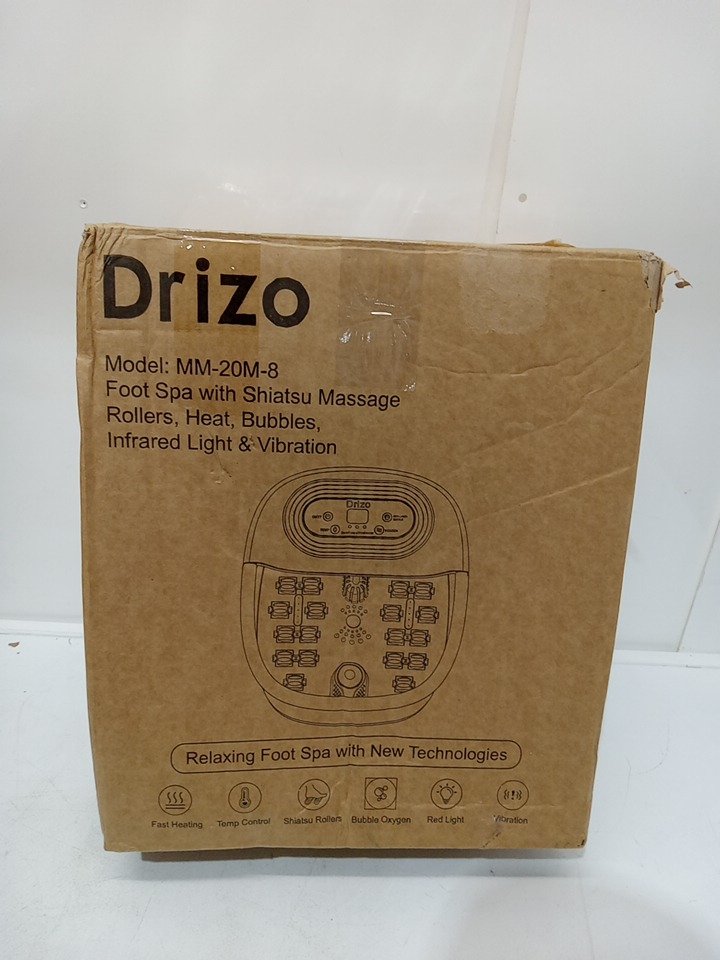 Drizo
Model: MM-20M-8
Foot Spa with Shiatsu Massage
Rollers, Heat, Bubbles,
Infrared Light & Vibration
Drizo
Relaxing Foot Spa with New Technologies
Fast Heating Temp Control Shiatsu Rollers Bubble Oxygen Red Light Vibration